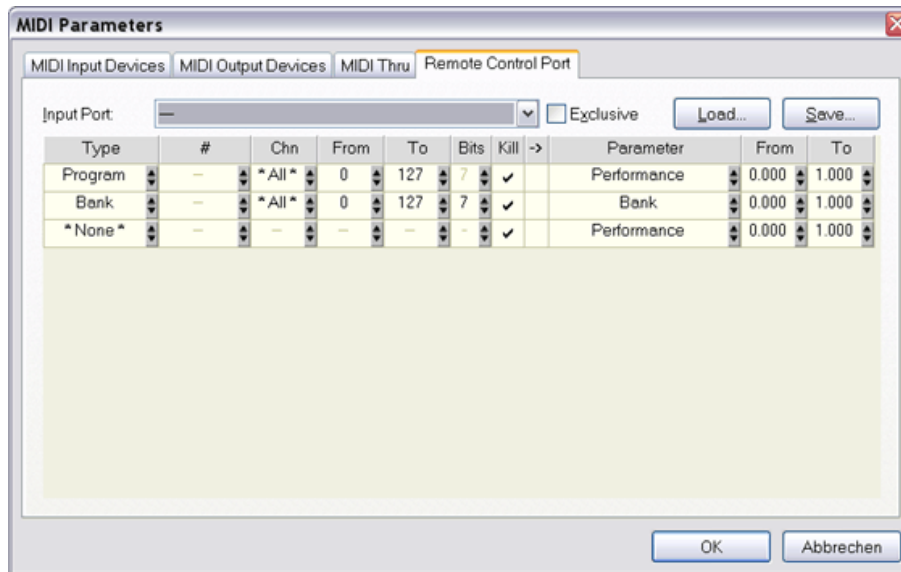 MIDI Parameters
MIDI Input Devices MIDI Output Devices MIDI Thru Remote Control Port
Input Port: — Exclusive Load... Save...
Type # Chn From To Bits Kill -> Parameter From To
Program — *All* 0 127 7 Performance 0.000 1.000
Bank — *All* 0 127 7 Bank 0.000 1.000
*None* — — — — - Performance 0.000 1.000
OK Abbrechen